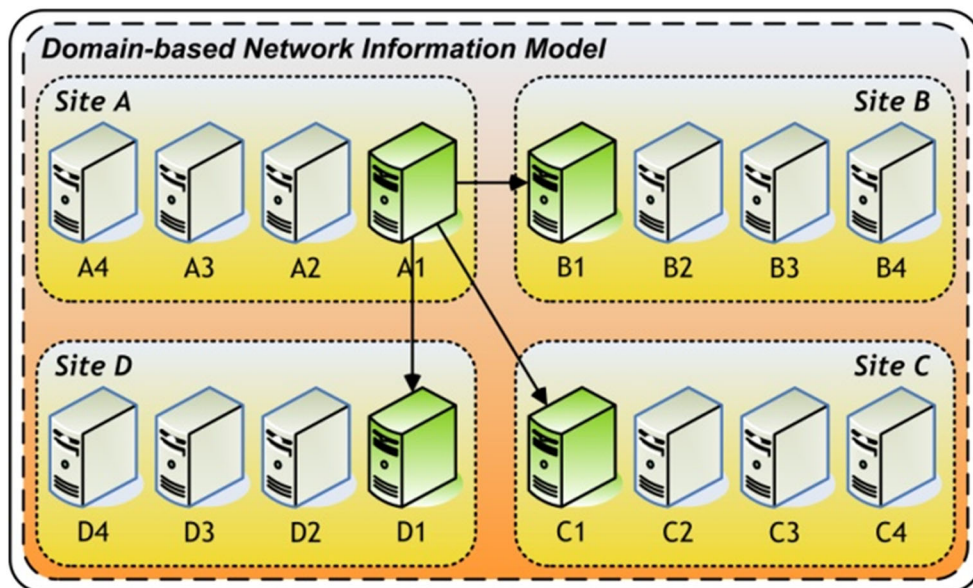 Domain-based Network Information Model
Site A
A4 A3 A2 A1
Site B
B1 B2 B3 B4
Site D
D4 D3 D2 D1
Site C
C1 C2 C3 C4